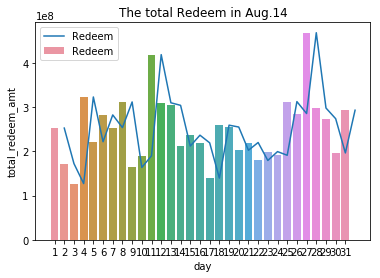 The total Redeem in Aug.14
1e8
Redeem
Redeem
total_redeem_amt
4
3
2
1
0
1 2 3 4 5 6 7 8 9 10 11 12 13 14 15 16 17 18 19 20 21 22 23 24 25 26 27 28 29 30 31
day